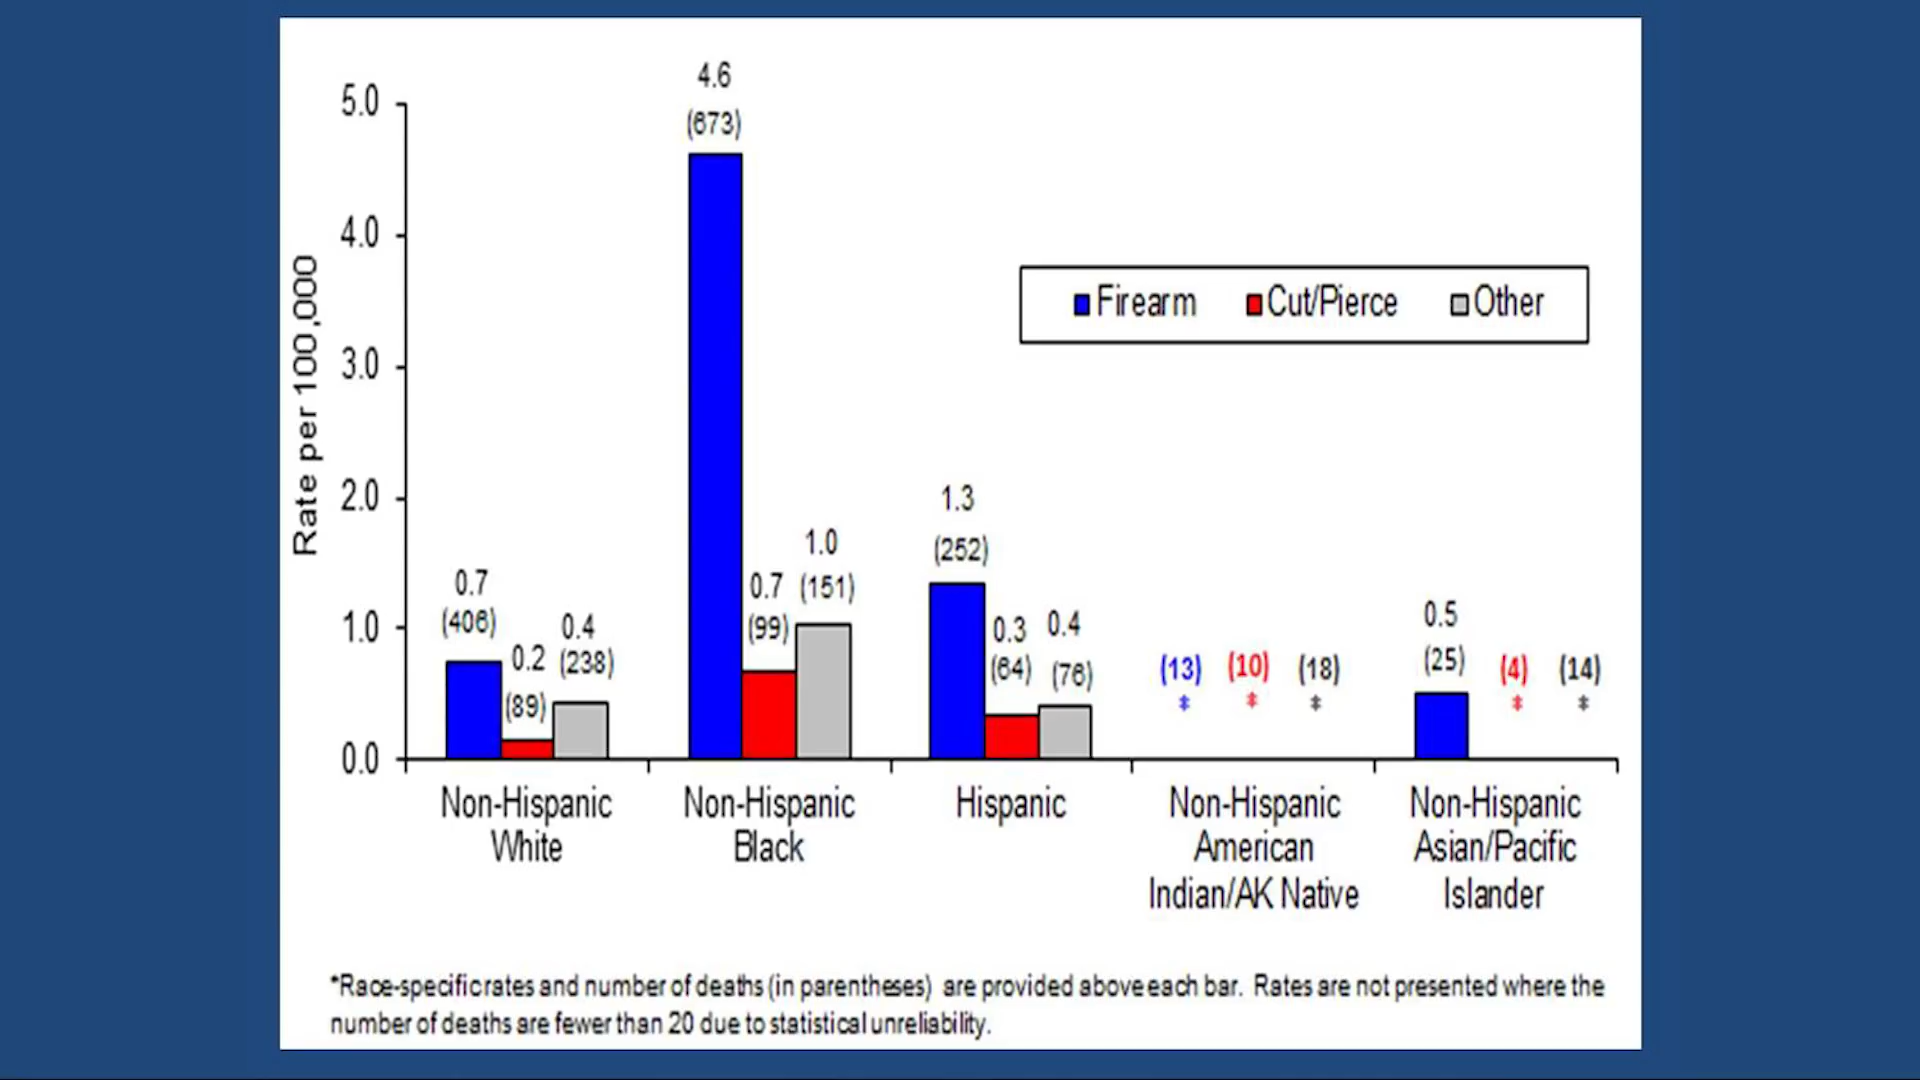 4.6
(673)
5.0
4.0
3.0
2.0
1.0
0.0
Rate per 100,000
Firearm Cut/Pierce Other
0.7
(406)
0.2
(89)
0.4
(238)
0.7
(99)
1.0
(151)
1.3
(252)
0.3
(64)
0.4
(76)
(13) (10) (18)
* * *
0.5
(25) (4) (14)
* *
Non-Hispanic
White
Non-Hispanic
Black
Hispanic
Non-Hispanic
American
Indian/AK Native
Non-Hispanic
Asian/Pacific
Islander
*Race-specific rates and number of deaths (in parentheses) are provided above each bar. Rates are not presented where the
number of deaths are fewer than 20 due to statistical unreliability.